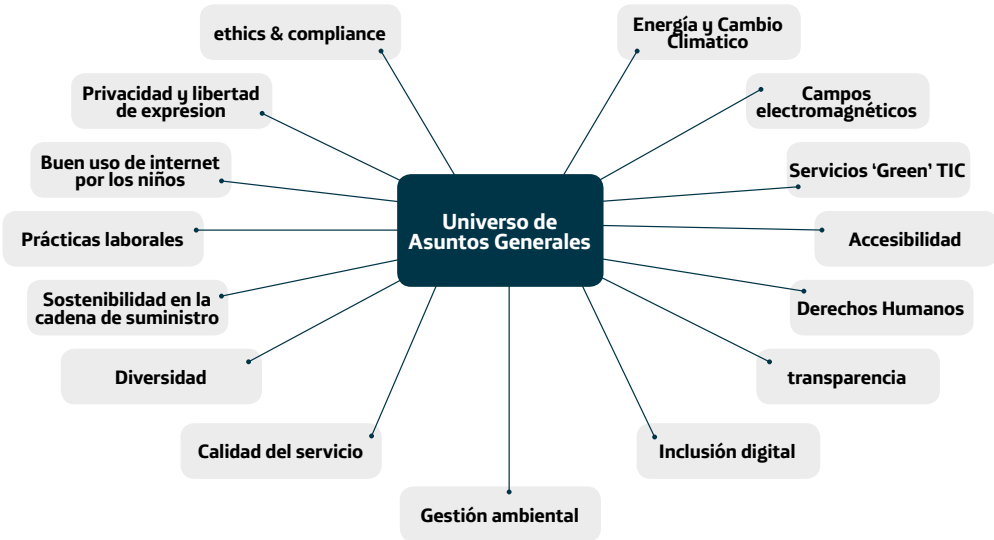 ethics & compliance
Energía y Cambio
Climatico
Privacidad y libertad
de expresion
Campos
electromagnéticos
Buen uso de internet
por los niños
Servicios ‘Green’ TIC
Universo de
Asuntos Generales
Prácticas laborales
Accesibilidad
Sostenibilidad en la
cadena de suministro
Derechos Humanos
Diversidad
transparencia
Calidad del servicio
Inclusión digital
Gestión ambiental